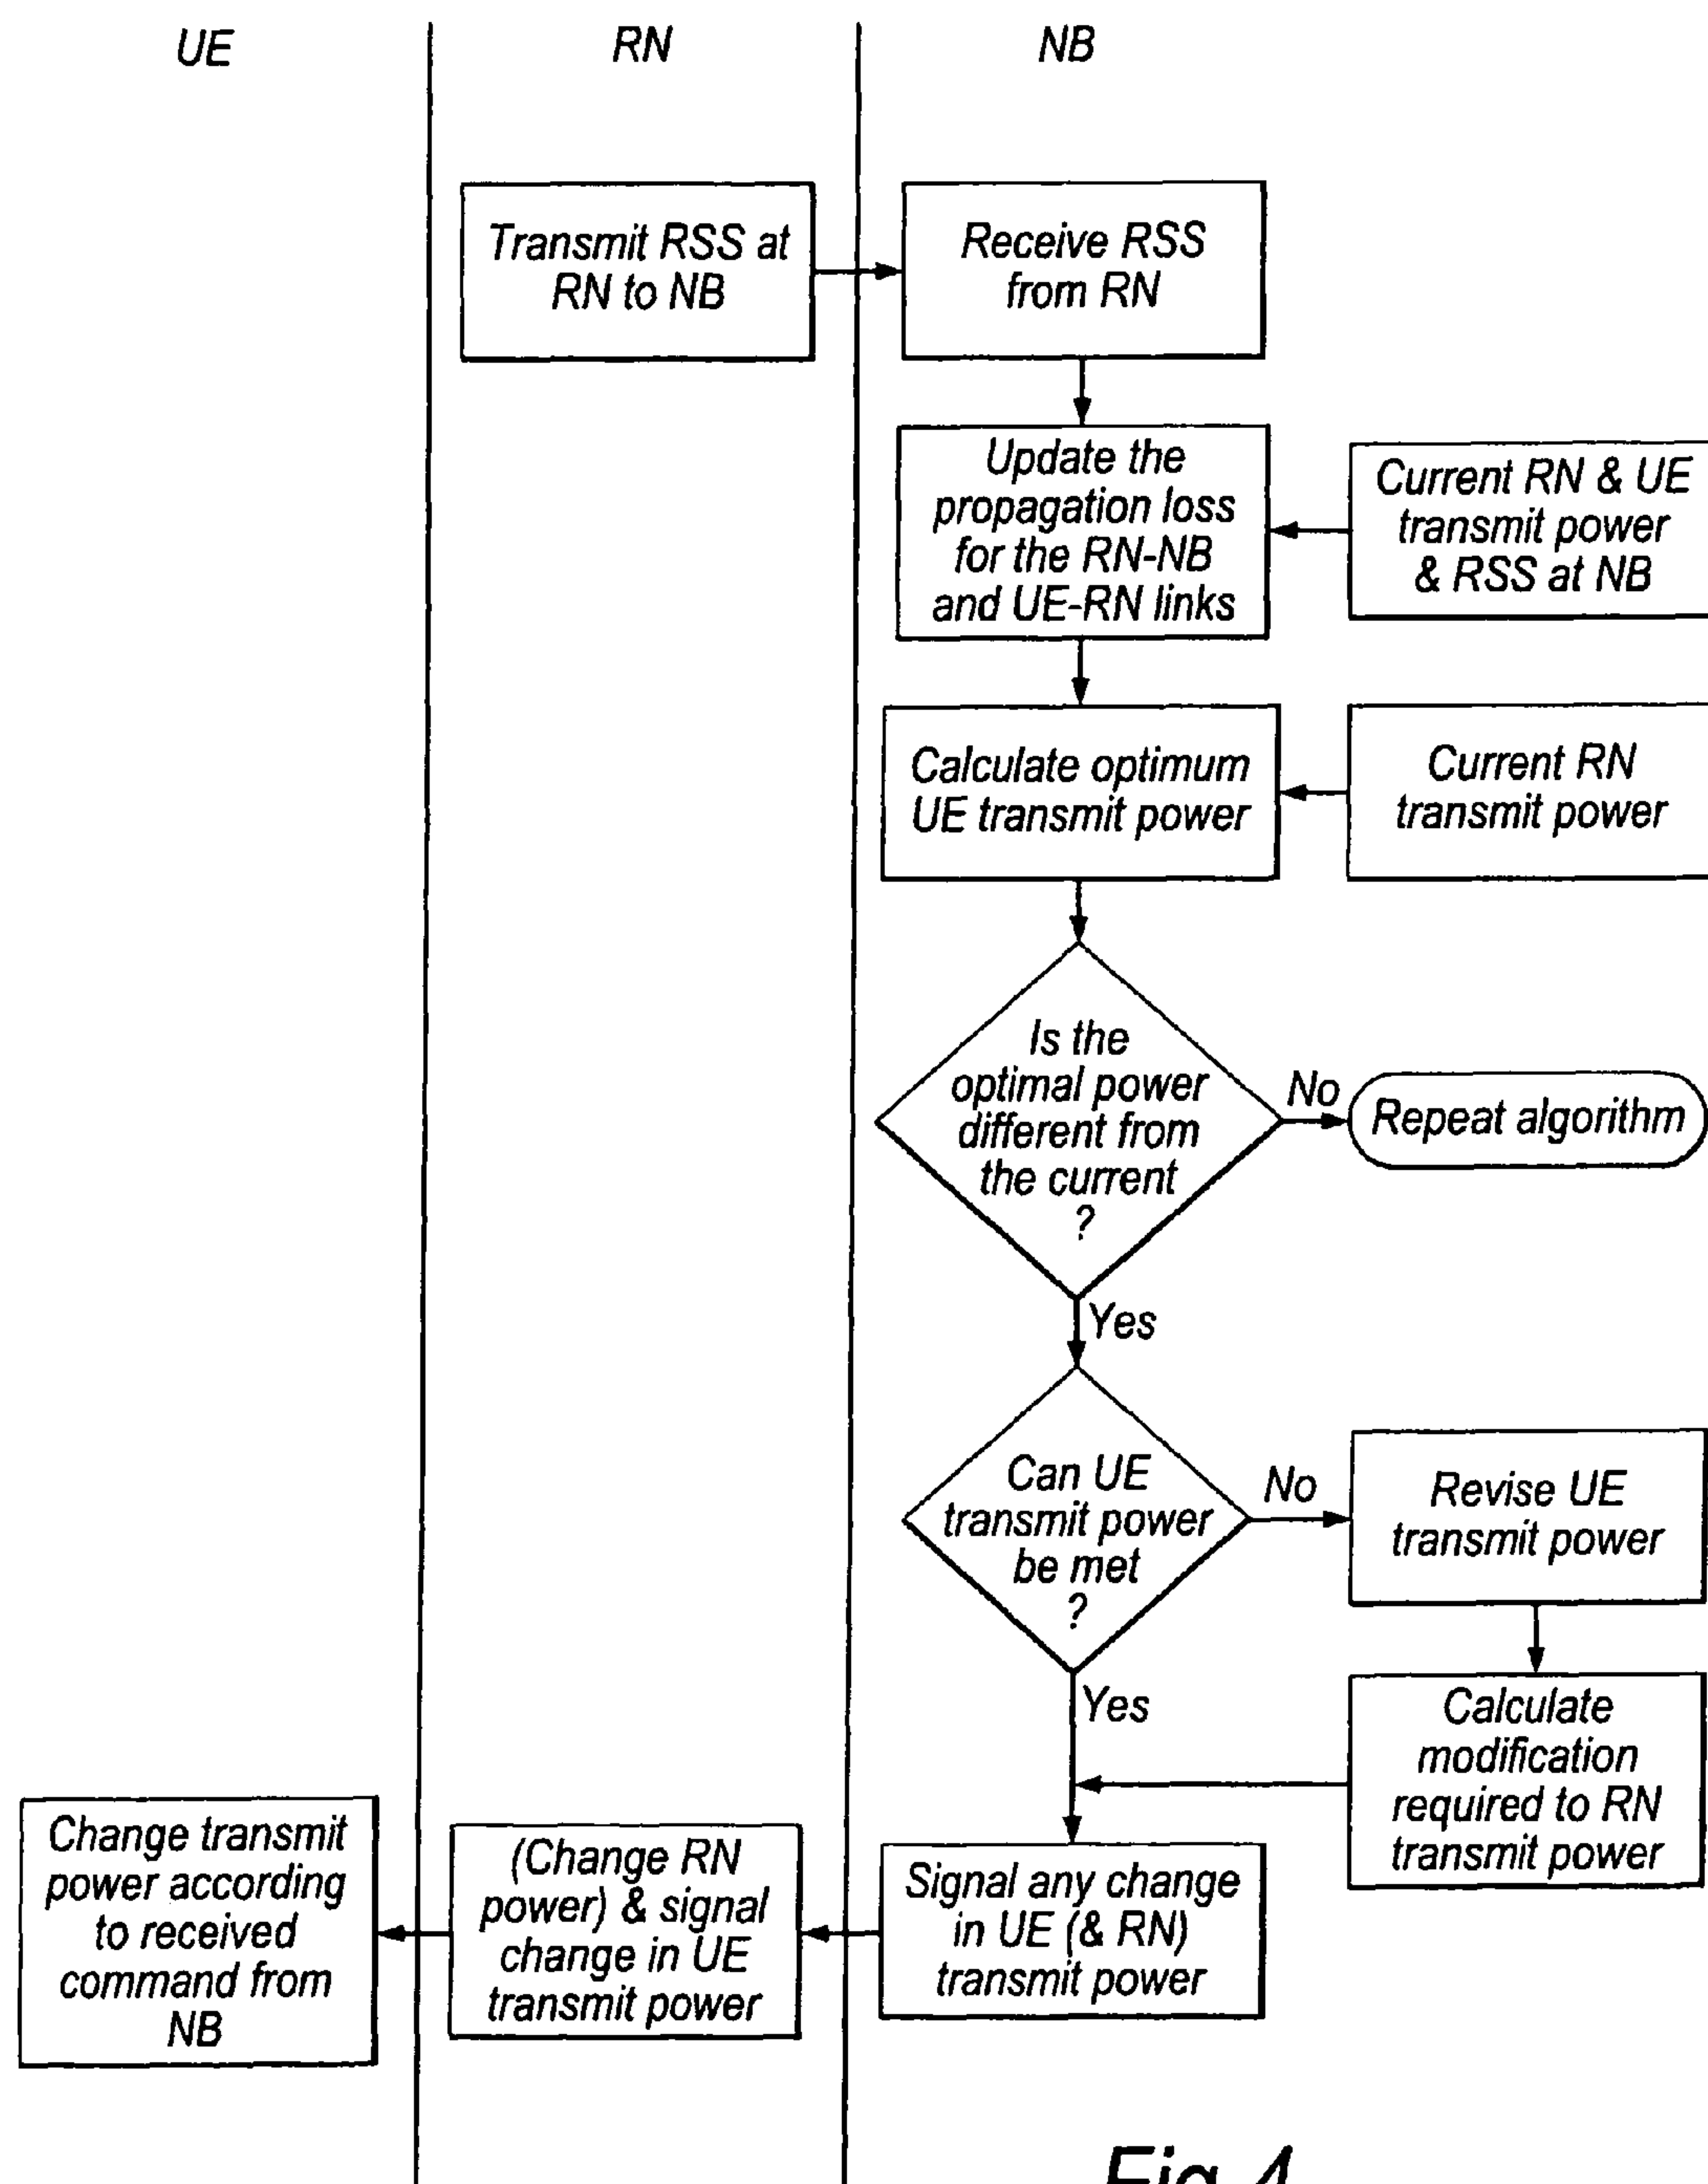 UE
RN
NB
Transmit RSS at
RN to NB
Receive RSS
from RN
Update the
propagation loss
for the RN-NB
and UE-RN links
Current RN & UE
transmit power
& RSS at NB
Calculate optimum
UE transmit power
Current RN
transmit power
Is the
optimal power
different from
the current
?
No
Repeat algorithm
Yes
Can UE
transmit power
be met
?
No
Revise UE
transmit power
Yes
Calculate
modification
required to RN
transmit power
Change transmit
power according
to received
command from
NB
(Change RN
power) & signal
change in UE
transmit power
Signal any change
in UE (& RN)
transmit power
Fig.4